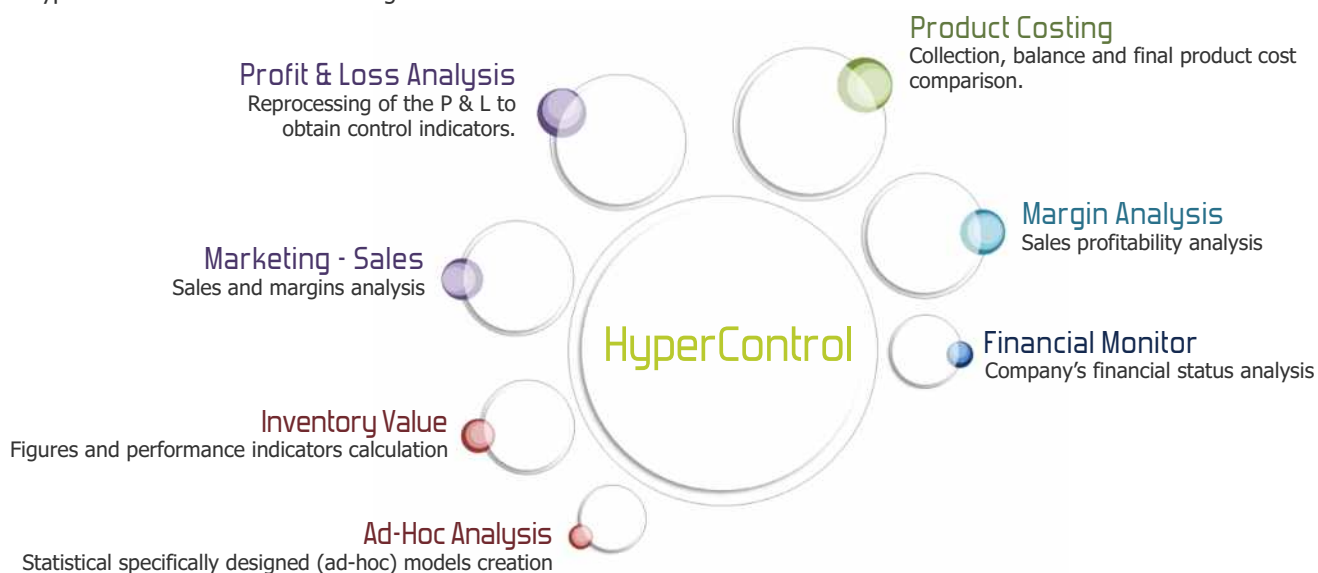 Product Costing
Collection, balance and final product cost
comparison.
Profit & Loss Analysis
Reprocessing of the P & L to
obtain control indicators.
Margin Analysis
Sales profitability analysis
Marketing - Sales
Sales and margins analysis
HyperControl
Financial Monitor
Company's financial status analysis
Inventory Value
Figures and performance indicators calculation
Ad-Hoc Analysis
Statistical specifically designed (ad-hoc) models creation